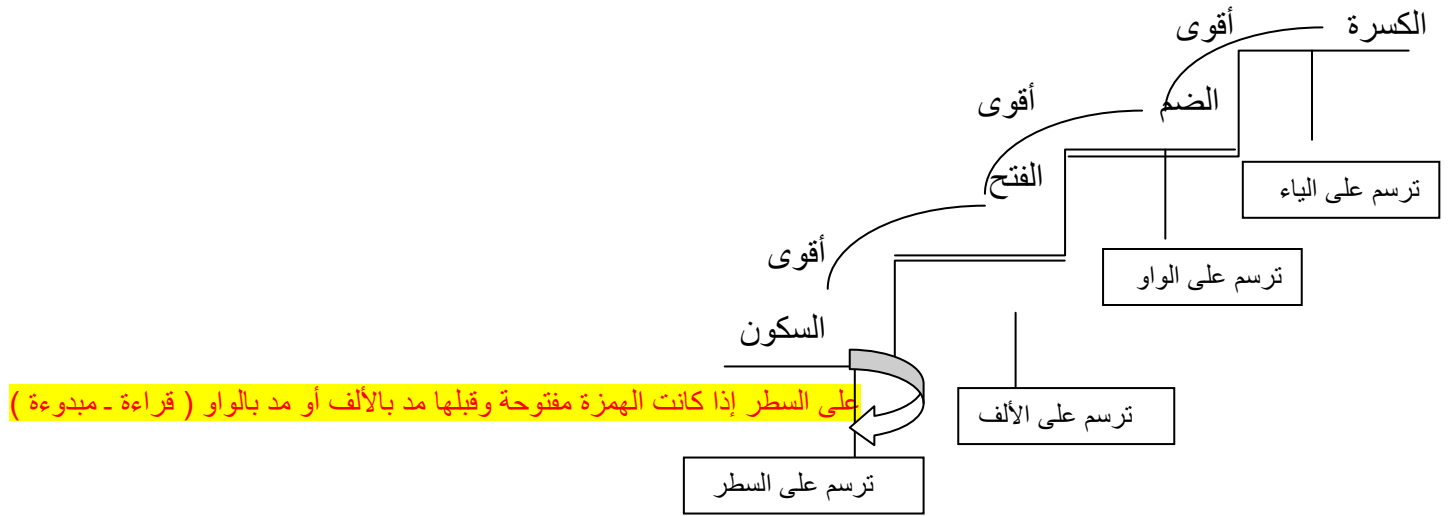 الكسرة
أقوى
الضم
أقوى
الفتح
أقوى
السكون
ترسم على الياء
ترسم على الواو
ترسم على الألف
ترسم على السطر
على السطر إذا كانت الهمزة مفتوحة وقبلها مد بالألف أو مد بالواو ( قراءة ـ مبدوءة )